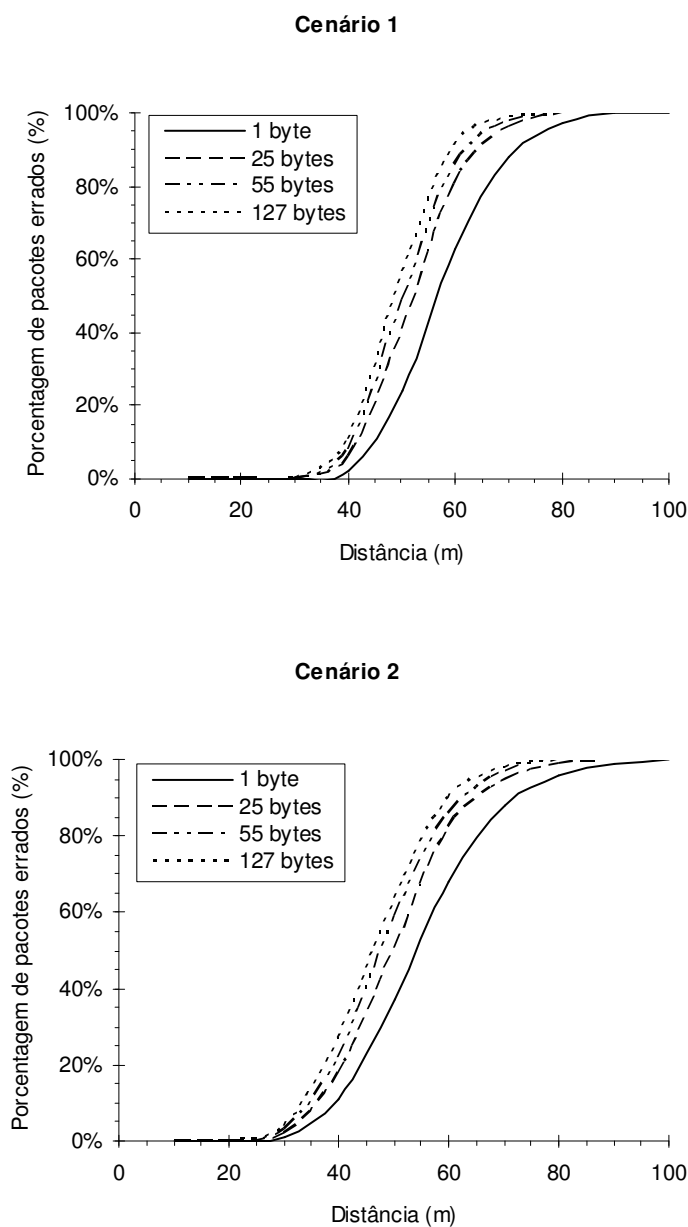 Cenário 1
100%
80%
60%
40%
20%
0%
Porcentagem de pacotes errados (%)
1 byte
25 bytes
55 bytes
127 bytes
0 20 40 60 80 100
Distância (m)
Cenário 2
100%
80%
60%
40%
20%
0%
Porcentagem de pacotes errados (%)
1 byte
25 bytes
55 bytes
127 bytes
0 20 40 60 80 100
Distância (m)